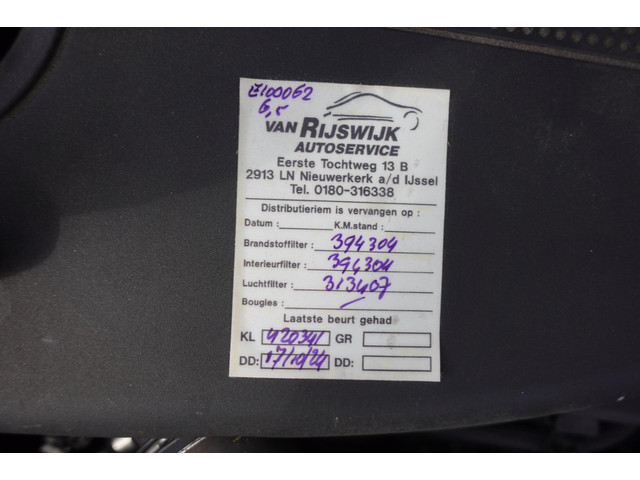 E100062
6,5
VAN RIJSWIJK
AUTOSERVICE
Eerste Tochtweg 13 B
2913 LN Nieuwerkerk a/d IJssel
Tel. 0180-316338
Distributieriem is vervangen op :
Datum : K.M.stand :
Brandstoffilter : 394304
Interieurfilter : 394304
Luchtfilter : 313407
Bougies :
Laatste beurt gehad
KL 420341 GR
DD: 17/10/24 DD: